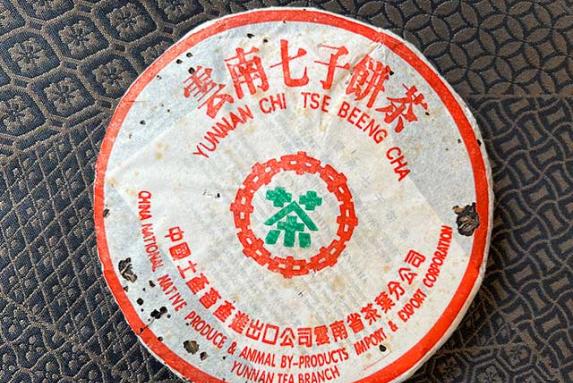 雲南七子餅茶
YUNNAN CHI TSE BEENG CHA
茶
中國土產畜產進出口公司雲南省茶葉分公司
CHINA NATIONAL NATIVE PRODUCE & ANIMAL BY-PRODUCTS IMPORT & EXPORT CORPORATION
YUNNAN TEA BRANCH